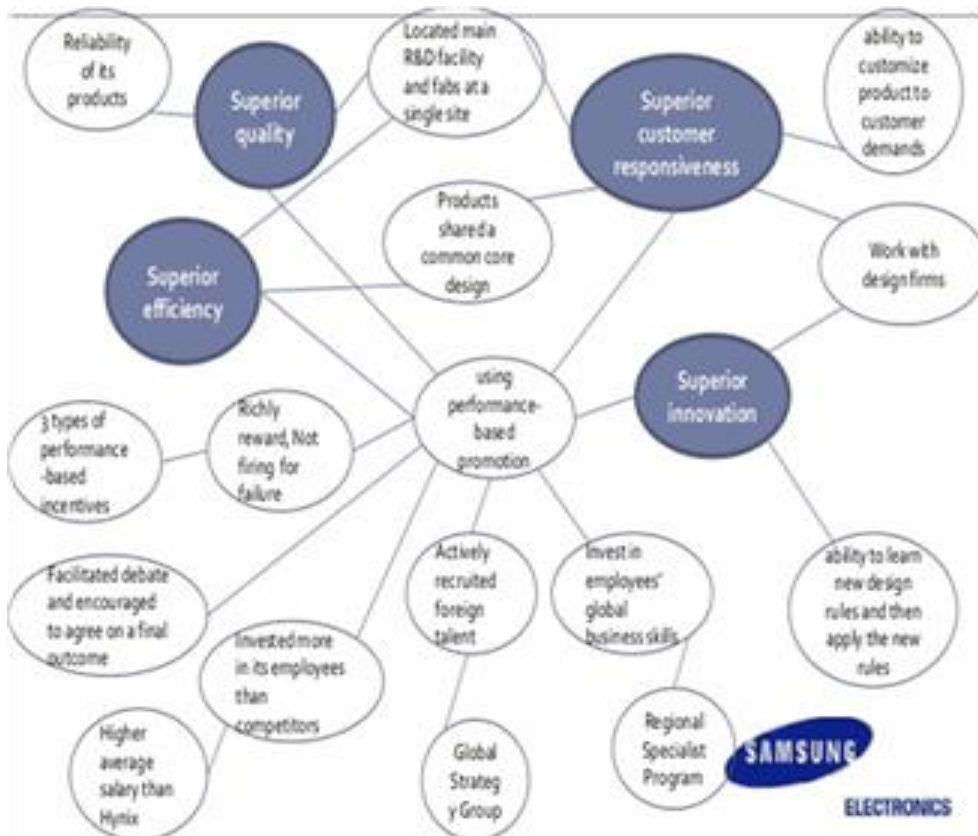 Reliability
of its
products
Superior
quality
Located main
R&D facility
and fabs at a
single site
Superior
customer
responsiveness
ability to
customize
product to
customer
demands
Products
shared a
common core
design
Work with
design firms
Superior
efficiency
using
performance-
based
promotion
Superior
innovation
3 types of
performance
-based
incentives
Richly
reward, Not
firing for
failure
Facilitated debate
and encouraged
to agree on a final
outcome
Actively
recruited
foreign
talent
Invest in
employees'
global
business skills
ability to learn
new design
rules and then
apply the new
rules
Invested more
in its employees
than
competitors
Higher
average
salary than
Hynix
Global
Strateg
y Group
Regional
Specialist
Program
SAMSUNG
ELECTRONICS